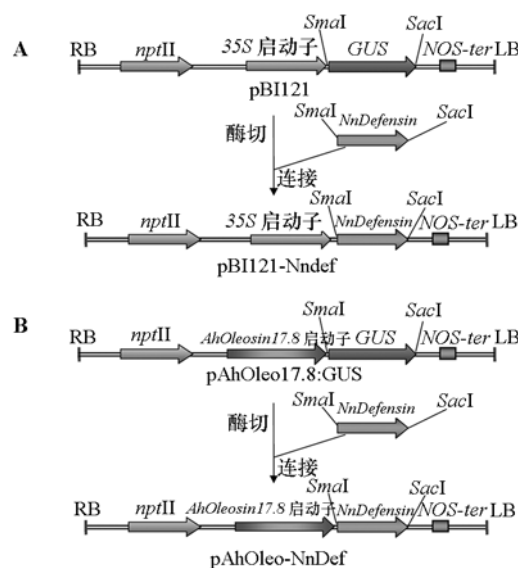 A
SmaI SacI
RB nptII 35S 启动子 GUS NOS-ter LB
pBI121
SmaI NnDefensin SacI
酶切
连接
SmaI SacI
RB nptII 35S 启动子 NnDefensin NOS-ter LB
pBI121-Nndef
B
SmaI SacI
RB nptII AhOleosin17.8 启动子 GUS NOS-ter LB
pAhOleo17.8:GUS
SmaI NnDefensin SacI
酶切
连接
SmaI SacI
RB nptII AhOleosin17.8 启动子 NnDefensin NOS-ter LB
pAhOleo-NnDef